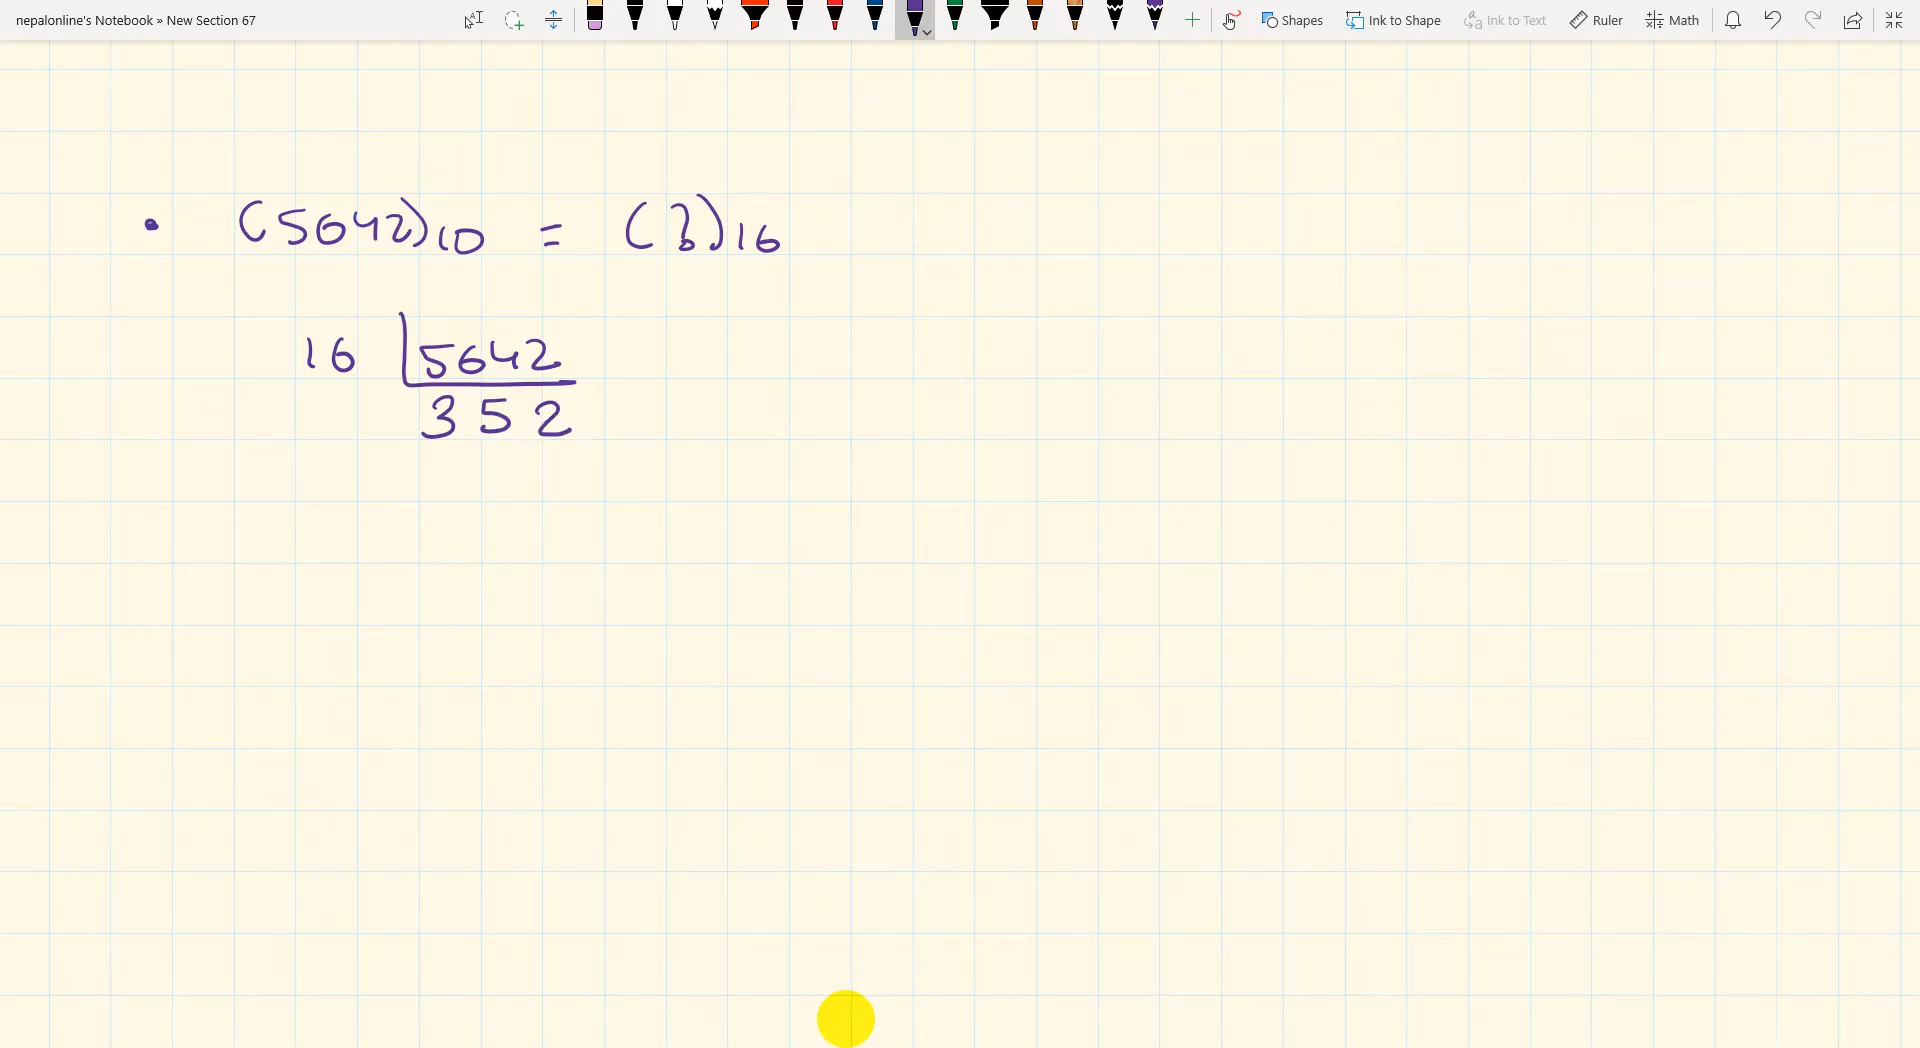 nepalonline's Notebook » New Section 67
Shapes Ink to Shape Ink to Text Ruler Math
• (5642)10 = (?)16
16 5642
352